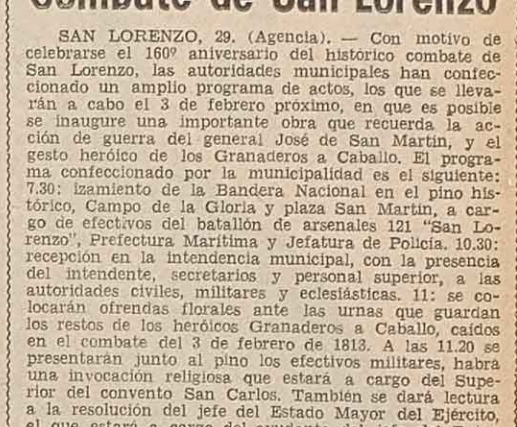 Combate de San Lorenzo
SAN LORENZO, 29. (Agencia). — Con motivo de
celebrarse el 160º aniversario del histórico combate de
San Lorenzo, las autoridades municipales han confec-
cionado un amplio programa de actos, los que se lleva-
rán a cabo el 3 de febrero próximo, en que es posible
se inaugure una importante obra que recuerda la ac-
ción de guerra del general José de San Martín, y el
gesto heróico de los Granaderos a Caballo. El progra-
ma confeccionado por la municipalidad es el siguiente:
7.30: izamiento de la Bandera Nacional en el pino his-
tórico, Campo de la Gloria y plaza San Martín, a car-
go de efectivos del batallón de arsenales 121 "San Lo-
renzo", Prefectura Marítima y Jefatura de Policía. 10.30:
recepción en la intendencia municipal, con la presencia
del intendente, secretarios y personal superior, a las
autoridades civiles, militares y eclesiásticas. 11: se co-
locarán ofrendas florales ante las urnas que guardan
los restos de los heróicos Granaderos a Caballo, caídos
en el combate del 3 de febrero de 1813. A las 11.20 se
presentarán junto al pino los efectivos militares, habrá
una invocación religiosa que estará a cargo del Supe-
rior del convento San Carlos. También se dará lectura
a la resolución del jefe del Estado Mayor del Ejército,
el que estará a cargo del